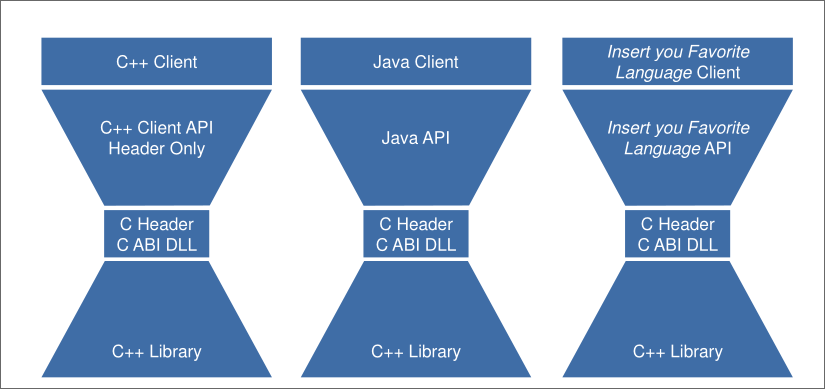 C++ Client
C++ Client API
Header Only
C Header
C ABI DLL
C++ Library
Java Client
Java API
C Header
C ABI DLL
C++ Library
Insert you Favorite
Language Client
Insert you Favorite
Language API
C Header
C ABI DLL
C++ Library